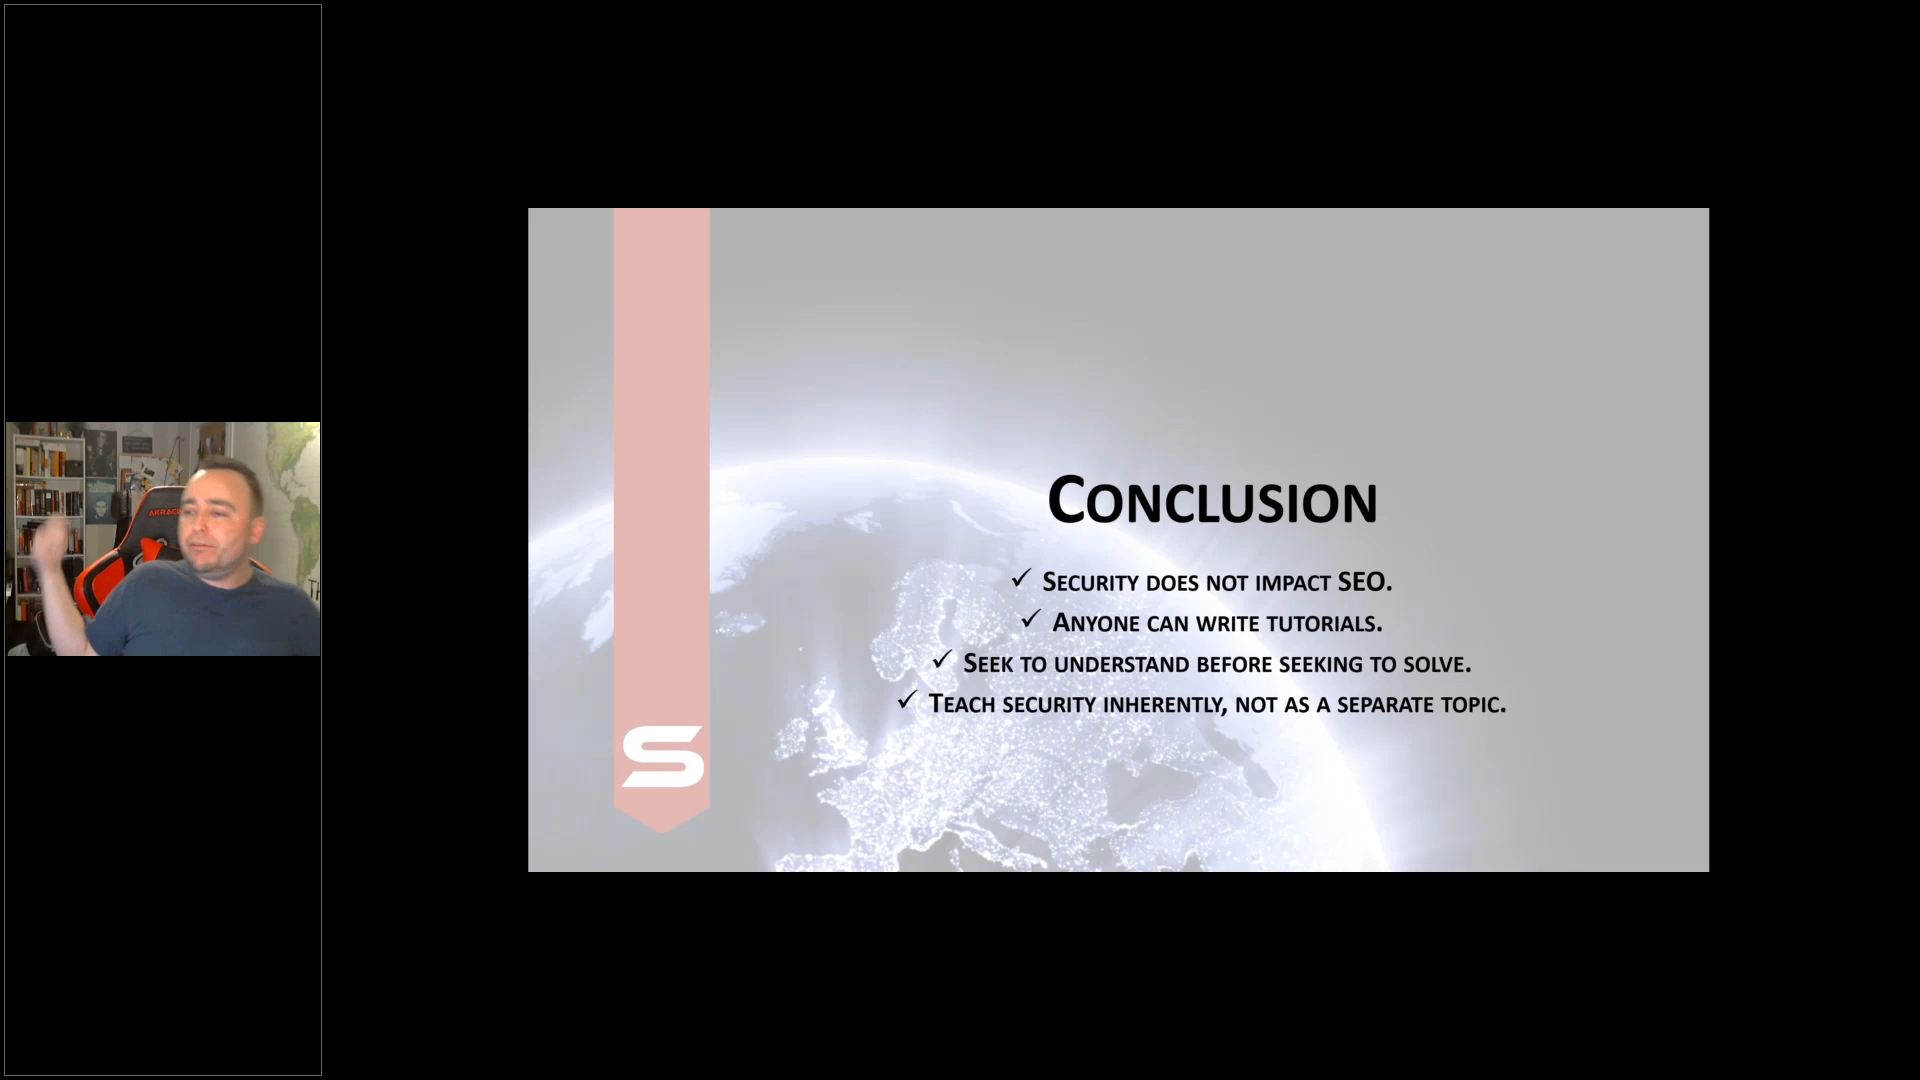 AKRACING
CONCLUSION
✓ SECURITY DOES NOT IMPACT SEO.
✓ ANYONE CAN WRITE TUTORIALS.
✓ SEEK TO UNDERSTAND BEFORE SEEKING TO SOLVE.
✓ TEACH SECURITY INHERENTLY, NOT AS A SEPARATE TOPIC.
S